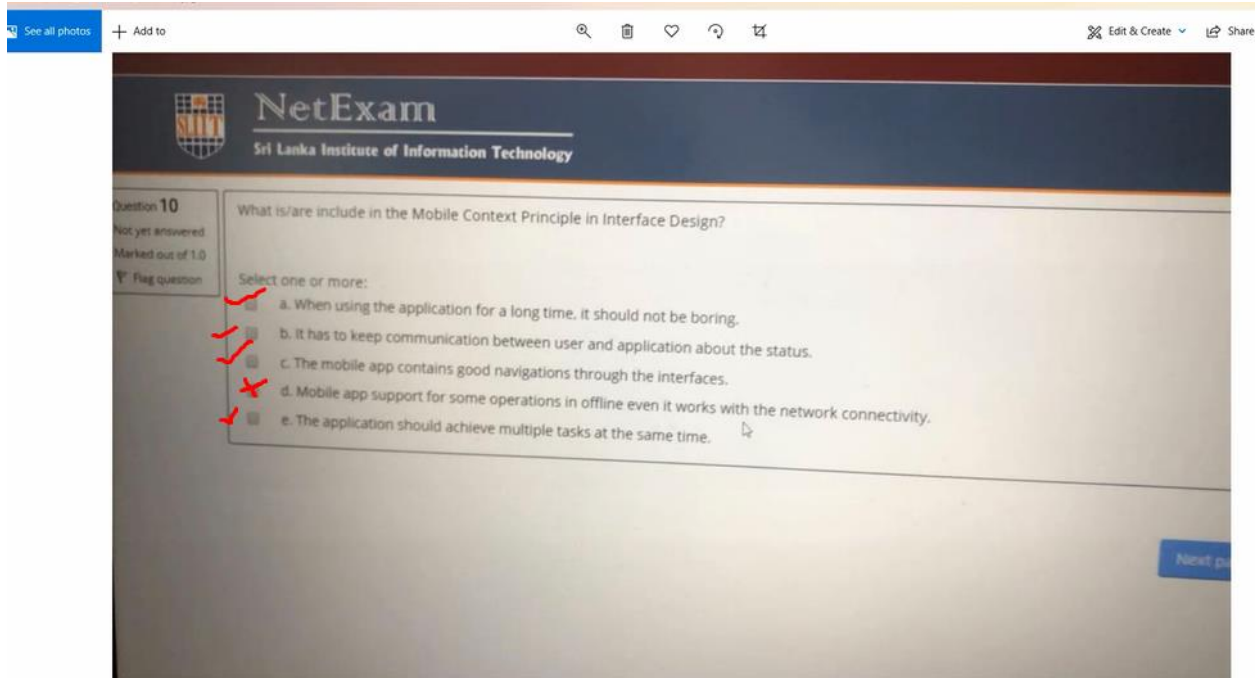 See all photos
Add to
Edit & Create
Share
SLIIT
NetExam
Sri Lanka Institute of Information Technology
Question 10
Not yet answered
Marked out of 1.0
Flag question
What is/are include in the Mobile Context Principle in Interface Design?
Select one or more:
a. When using the application for a long time, it should not be boring.
b. It has to keep communication between user and application about the status.
c. The mobile app contains good navigations through the interfaces.
d. Mobile app support for some operations in offline even it works with the network connectivity.
e. The application should achieve multiple tasks at the same time.
Next